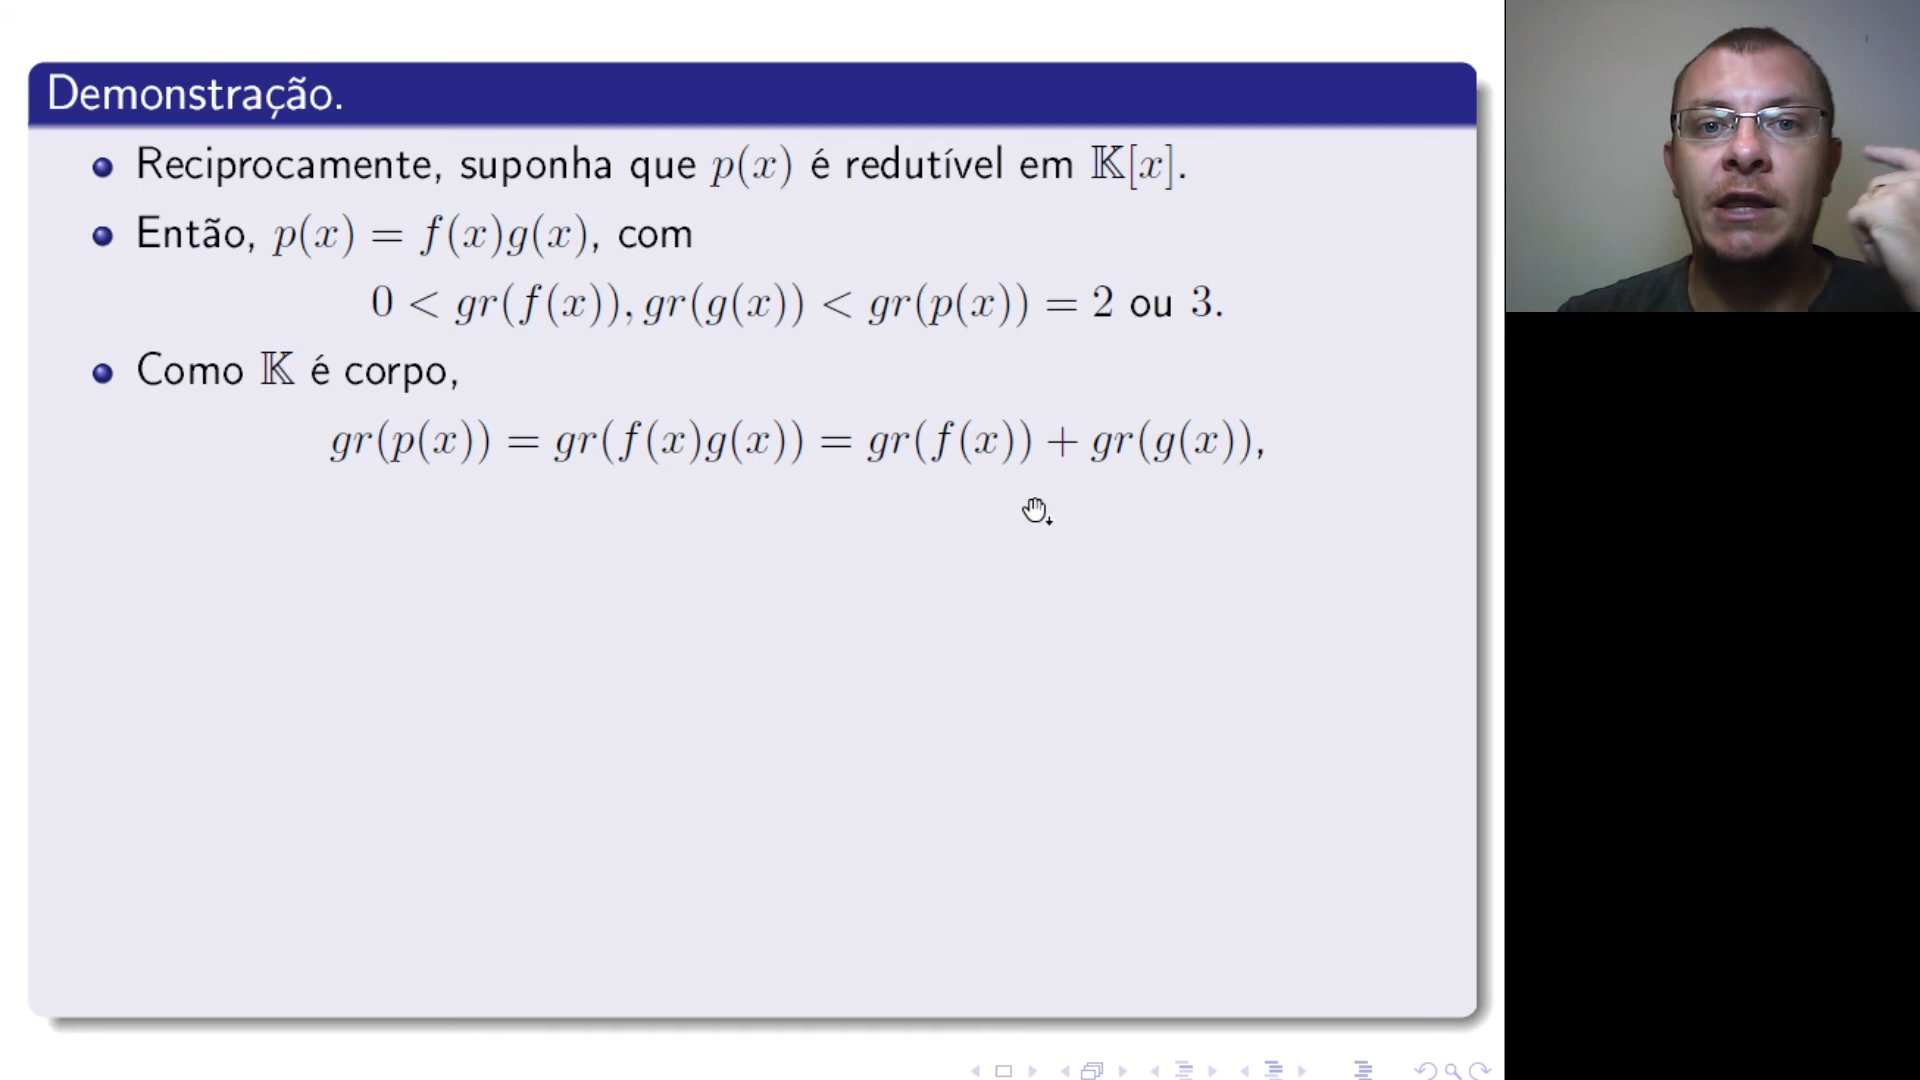 Demonstração.
Reciprocamente, suponha que p(x) é redutível em 𝕂[x].
Então, p(x) = f(x)g(x), com
0 < gr(f(x)), gr(g(x)) < gr(p(x)) = 2 ou 3.
Como 𝕂 é corpo,
gr(p(x)) = gr(f(x)g(x)) = gr(f(x)) + gr(g(x)),